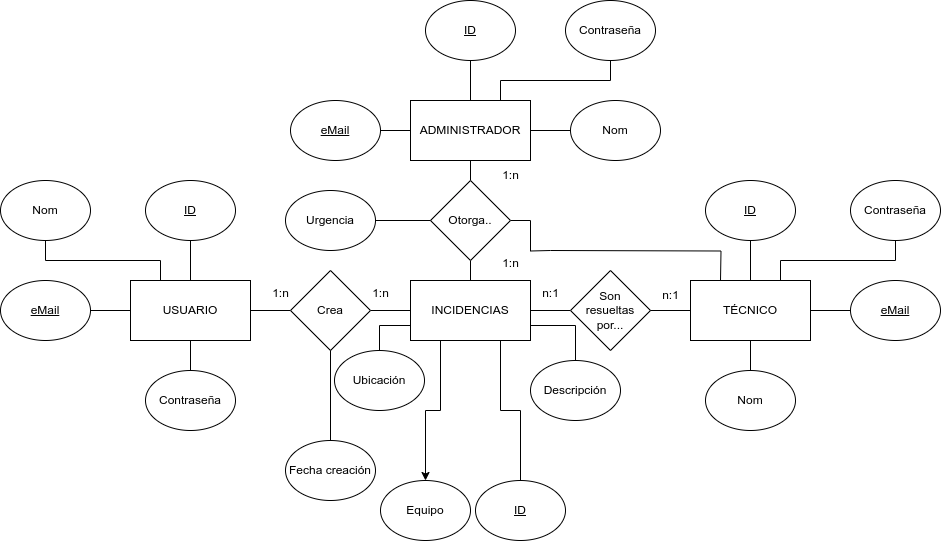 ID
Contraseña
eMail
ADMINISTRADOR
Nom
1:n
Nom
ID
Urgencia
Otorga..
ID
Contraseña
1:n
eMail
USUARIO
1:n
Crea
1:n
INCIDENCIAS
n:1
Son
resueltas
por...
n:1
TÉCNICO
eMail
Contraseña
Ubicación
Descripción
Nom
Fecha creación
Equipo
ID